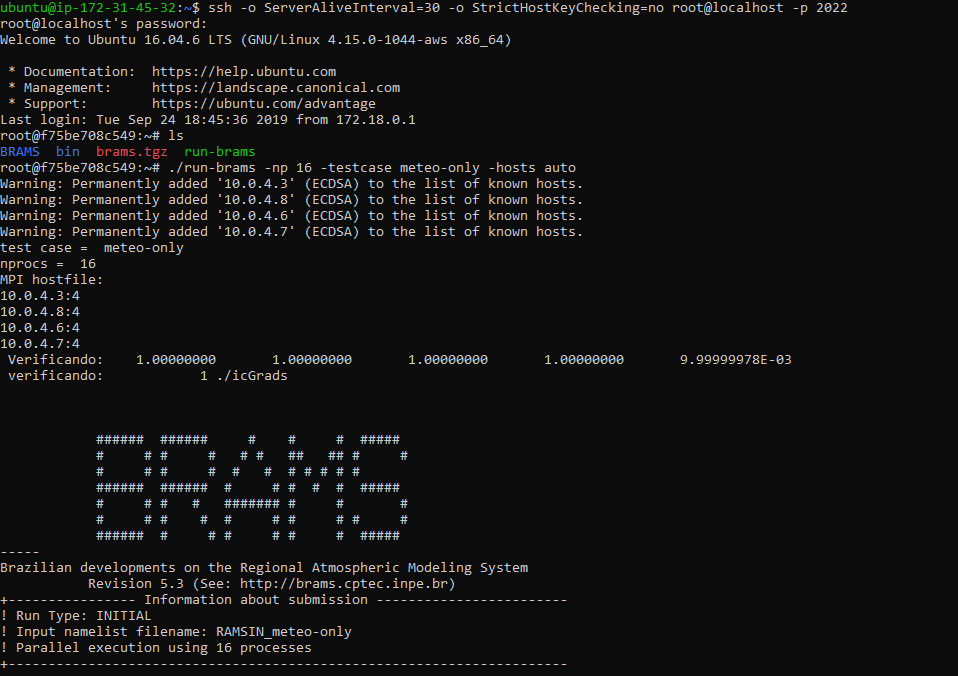 ubuntu@ip-172-31-45-32:~$ ssh -o ServerAliveInterval=30 -o StrictHostKeyChecking=no root@localhost -p 2022
root@localhost's password:
Welcome to Ubuntu 16.04.6 LTS (GNU/Linux 4.15.0-1044-aws x86_64)
* Documentation:  https://help.ubuntu.com
* Management:     https://landscape.canonical.com
* Support:        https://ubuntu.com/advantage
Last login: Tue Sep 24 18:45:36 2019 from 172.18.0.1
root@f75be708c549:~# ls
BRAMS  bin  brams.tgz  run-brams
root@f75be708c549:~# ./run-brams -np 16 -testcase meteo-only -hosts auto
Warning: Permanently added '10.0.4.3' (ECDSA) to the list of known hosts.
Warning: Permanently added '10.0.4.8' (ECDSA) to the list of known hosts.
Warning: Permanently added '10.0.4.6' (ECDSA) to the list of known hosts.
Warning: Permanently added '10.0.4.7' (ECDSA) to the list of known hosts.
test case =  meteo-only
nprocs =  16
MPI hostfile:
10.0.4.3:4
10.0.4.8:4
10.0.4.6:4
10.0.4.7:4
Verificando:    1.00000000       1.00000000       1.00000000       1.00000000       9.99999978E-03
verificando:            1 ./icGrads
BRAMS
-----
Brazilian developments on the Regional Atmospheric Modeling System
Revision 5.3 (See: http://brams.cptec.inpe.br)
+---------------- Information about submission ------------------------
! Run Type: INITIAL
! Input namelist filename: RAMSIN_meteo-only
! Parallel execution using 16 processes
+----------------------------------------------------------------------